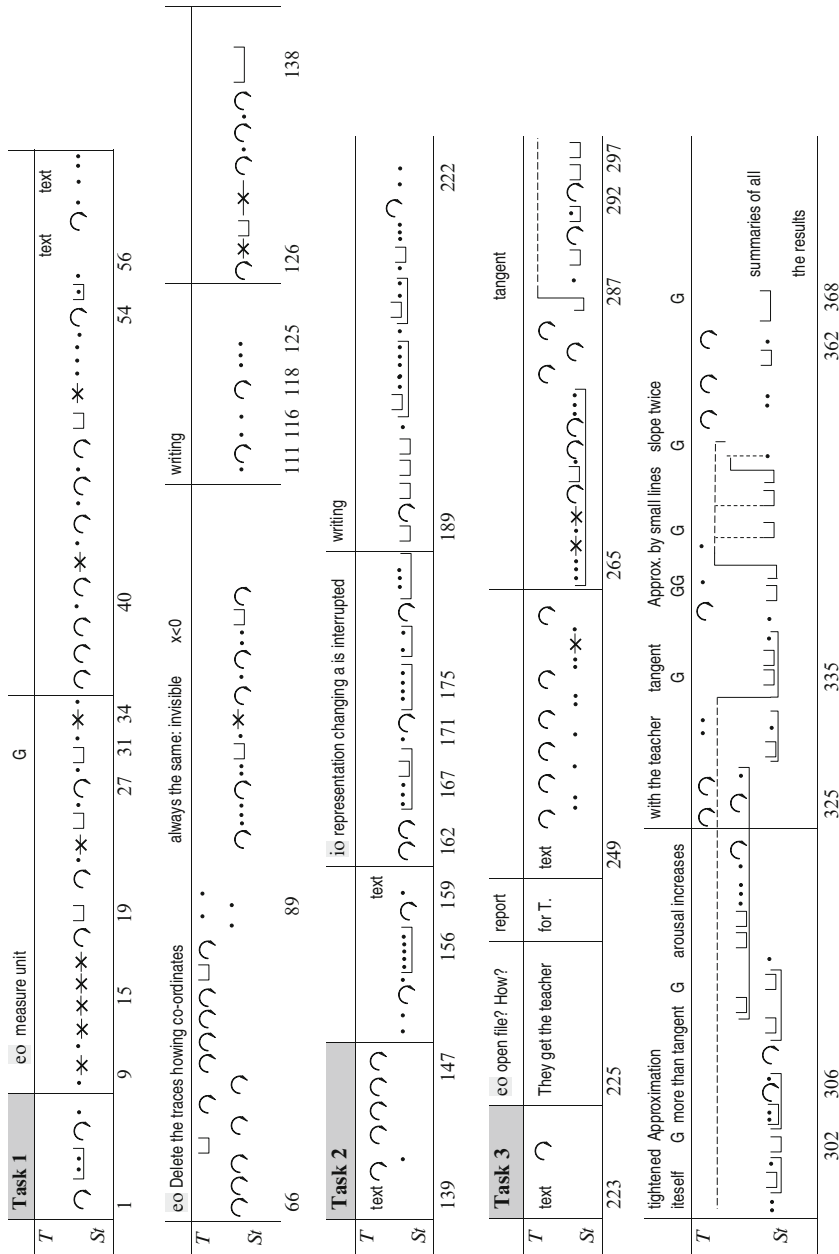 Task 1
eo measure unit
G
T
text
text
St
1
9
15
19
27
31
34
40
54
56
eo Delete the traces howing co-ordinates
always the same: invisible
x<0
writing
T
St
66
89
111
116
118
125
126
138
Task 2
io representation changing a is interrupted
writing
T
text
text
St
139
147
156
159
162
167
171
175
189
222
Task 3
eo open file? How?
report
tangent
T
text
They get the teacher
for T.
text
St
223
225
249
265
287
292
297
tightened
Approximation
with the teacher
tangent
Approx. by small lines
slope twice
iteself
G
more than tangent
G
arousal increases
G
GG
G
G
G
T
St
summaries of all
the results
302
306
325
335
362
368